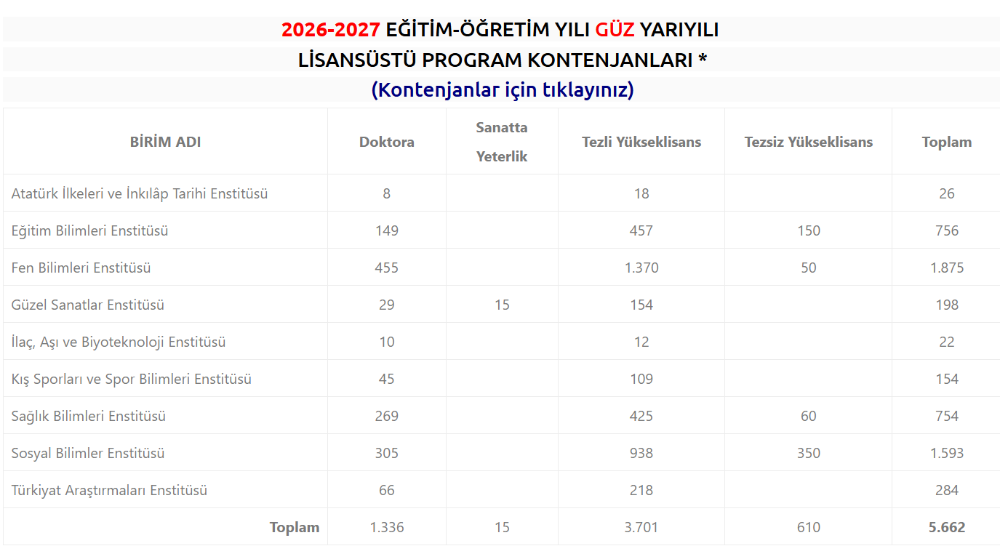 2026-2027 EĞİTİM-ÖĞRETİM YILI GÜZ YARIYILI
LİSANSÜSTÜ PROGRAM KONTENJANLARI *
(Kontenjanlar için tıklayınız)
BİRİM ADI Doktora Sanatta Yeterlik Tezli Yükseklisans Tezsiz Yükseklisans Toplam
Atatürk İlkeleri ve İnkılâp Tarihi Enstitüsü 8 18 26
Eğitim Bilimleri Enstitüsü 149 457 150 756
Fen Bilimleri Enstitüsü 455 1.370 50 1.875
Güzel Sanatlar Enstitüsü 29 15 154 198
İlaç, Aşı ve Biyoteknoloji Enstitüsü 10 12 22
Kış Sporları ve Spor Bilimleri Enstitüsü 45 109 154
Sağlık Bilimleri Enstitüsü 269 425 60 754
Sosyal Bilimler Enstitüsü 305 938 350 1.593
Türkiyat Araştırmaları Enstitüsü 66 218 284
Toplam 1.336 15 3.701 610 5.662